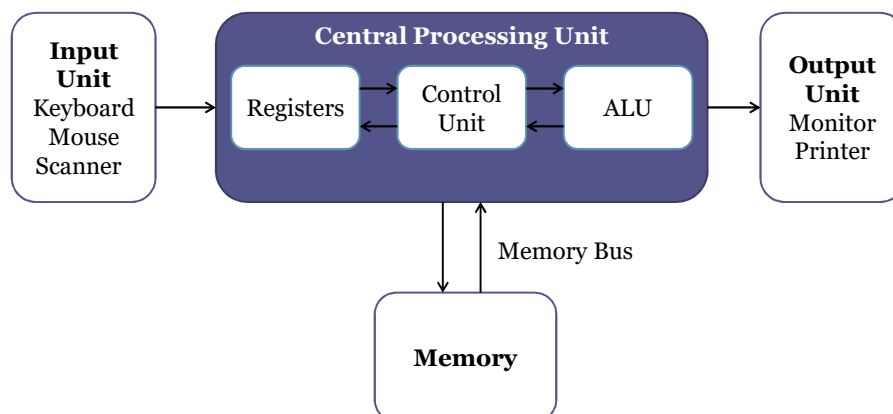 Input
Unit
Keyboard
Mouse
Scanner
Central Processing Unit
Registers
Control
Unit
ALU
Output
Unit
Monitor
Printer
Memory Bus
Memory